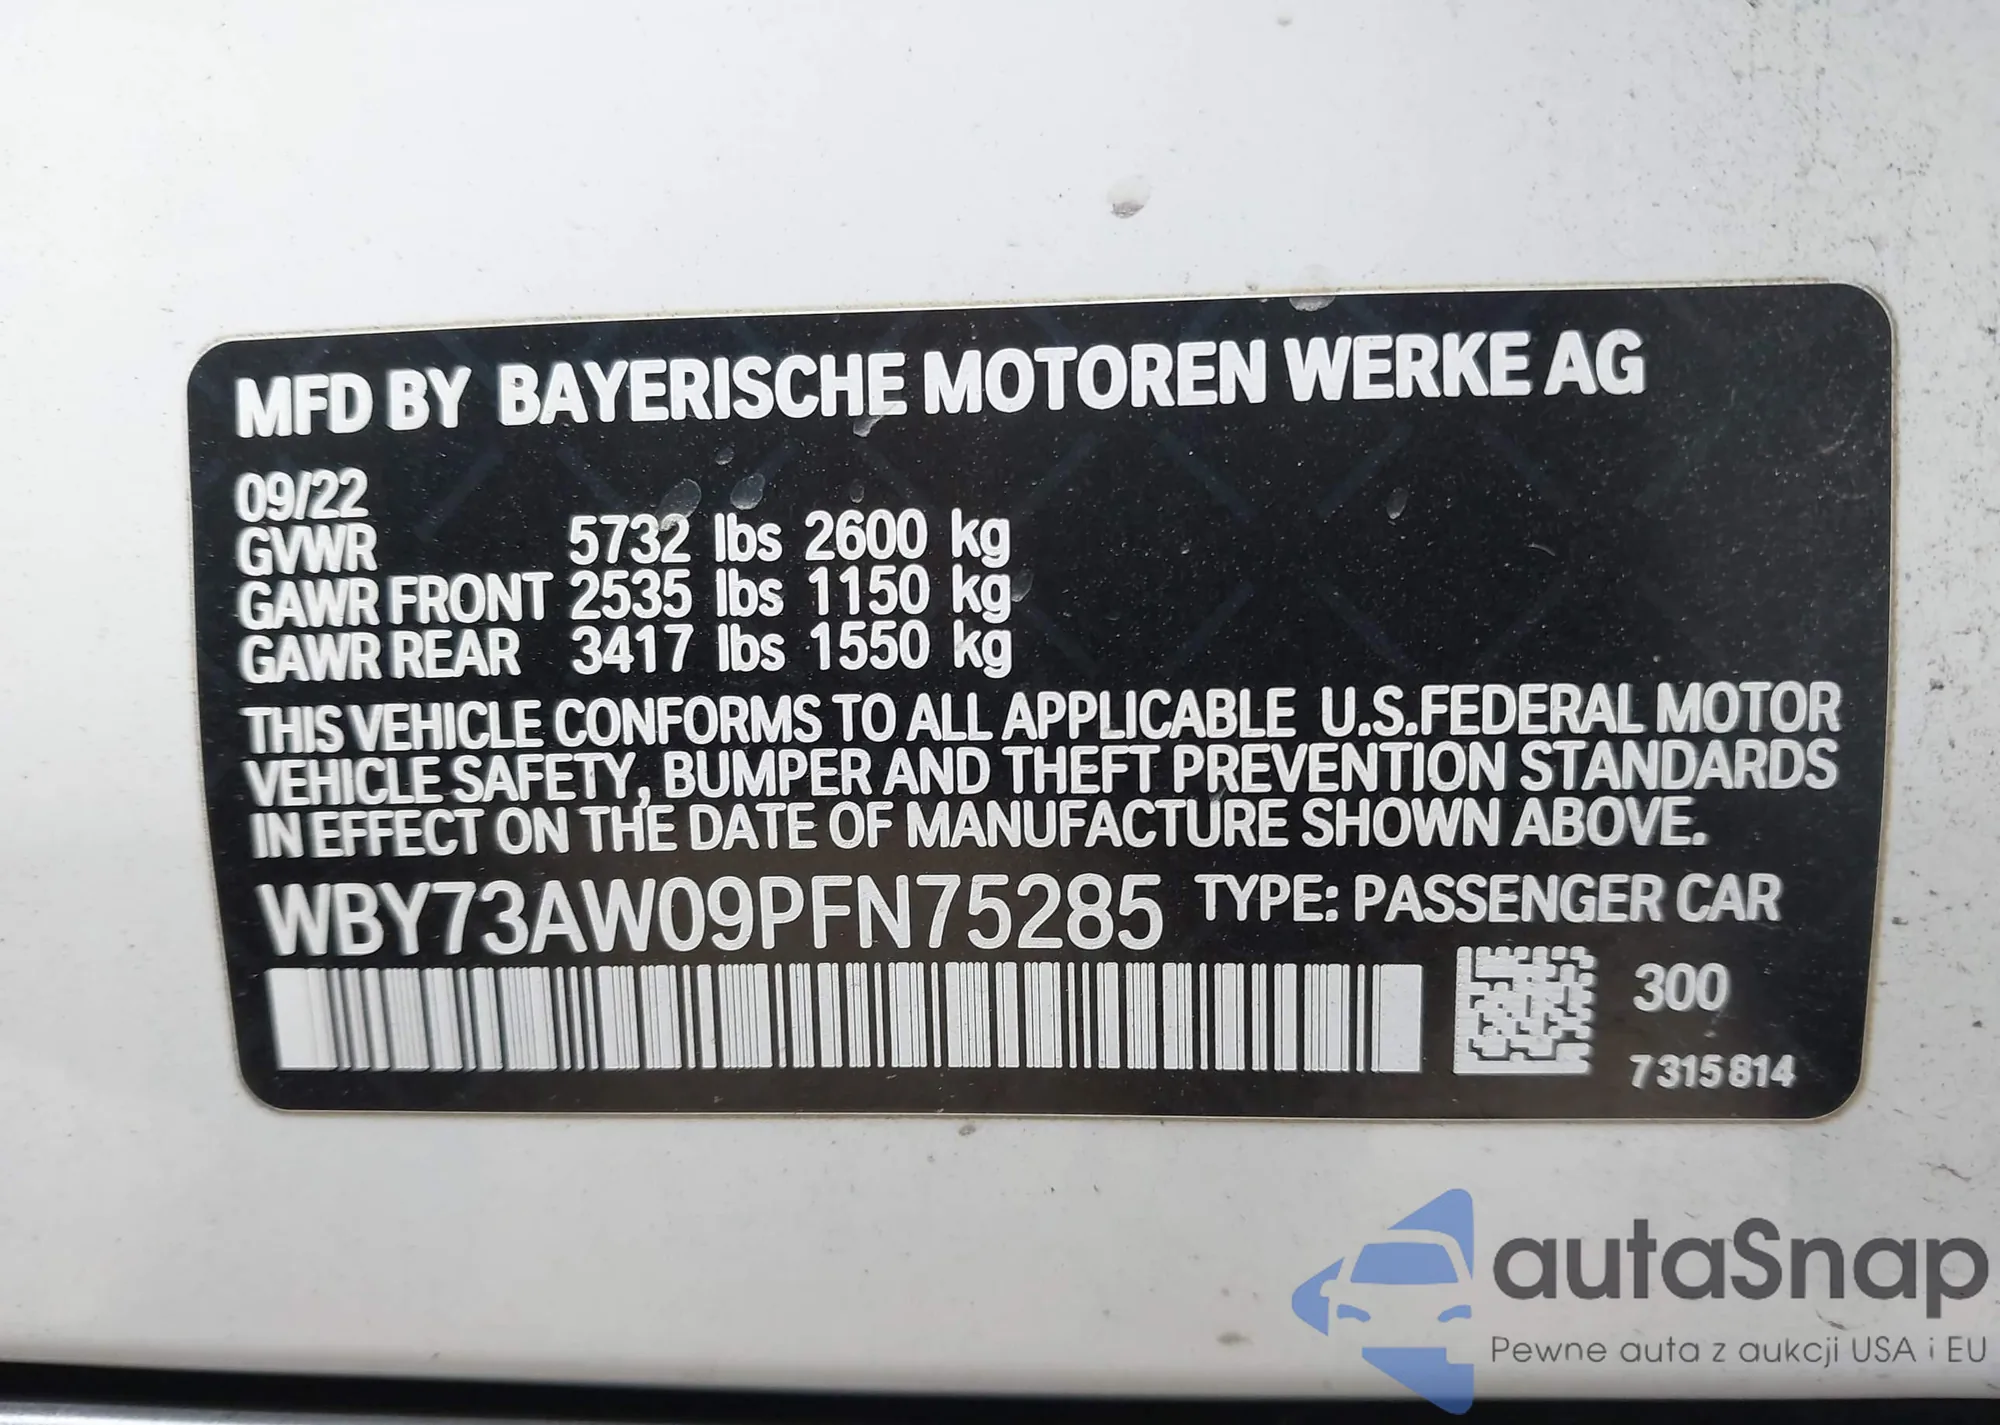 MFD BY BAYERISCHE MOTOREN WERKE AG
09/22
GVWR 5732 lbs 2600 kg
GAWR FRONT 2535 lbs 1150 kg
GAWR REAR 3417 lbs 1550 kg
THIS VEHICLE CONFORMS TO ALL APPLICABLE U.S.FEDERAL MOTOR
VEHICLE SAFETY, BUMPER AND THEFT PREVENTION STANDARDS
IN EFFECT ON THE DATE OF MANUFACTURE SHOWN ABOVE.
WBY73AW09PFN75285 TYPE: PASSENGER CAR
300
7315814
autaSnap
Pewne auta z aukcji USA i EU